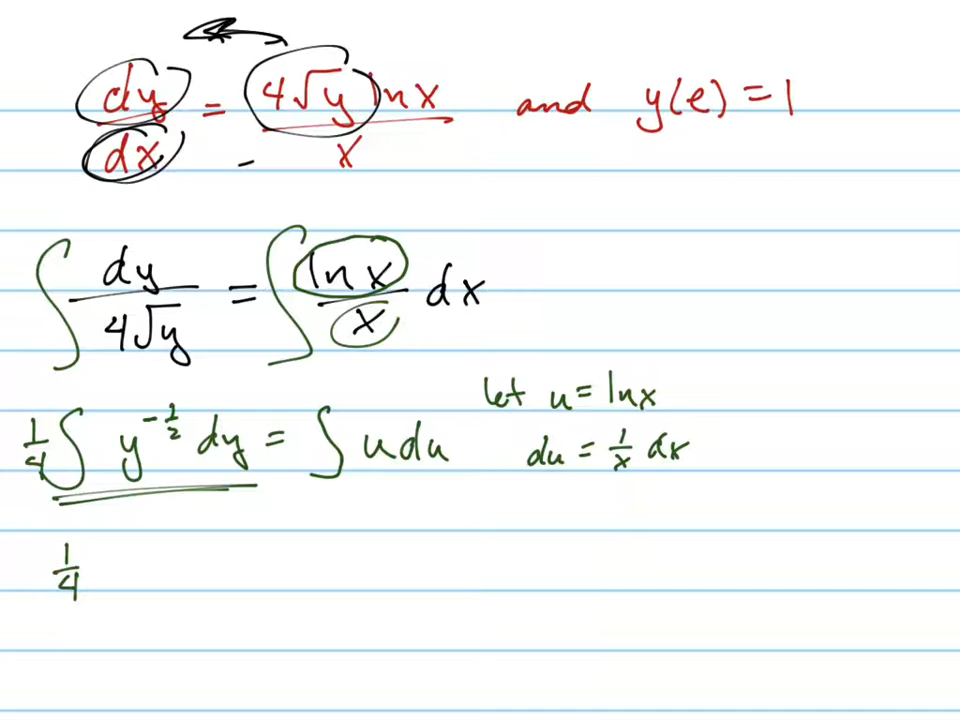 dy/dx = 4√y ln x / x and y(e) = 1
∫ dy / 4√y = ∫ ln x / x dx
let u = ln x
1/4 ∫ y^(-1/2) dy = ∫ u du
du = 1/x dx
1/4